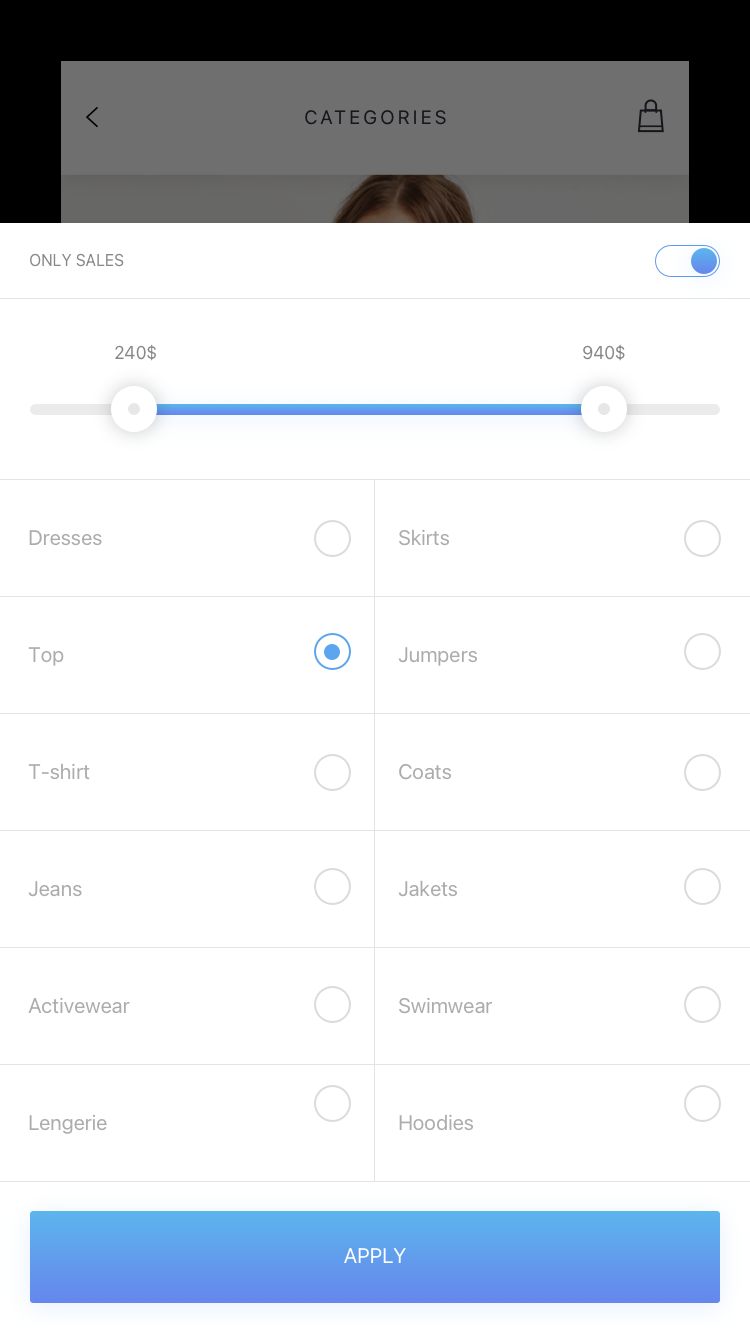 CATEGORIES
ONLY SALES
240$ 940$
Dresses Skirts
Top Jumpers
T-shirt Coats
Jeans Jakets
Activewear Swimwear
Lengerie Hoodies
APPLY